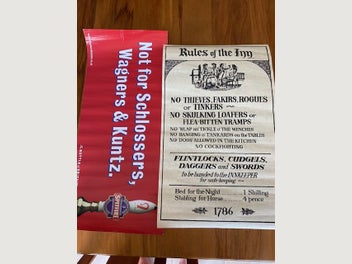 Not for Schlossers,
Wagners & Kuntz.
Rules of the Inn
NO THIEVES, FAKIRS, ROGUES
OR TINKERS
NO SKULKING LOAFERS OR
FLEA-BITTEN TRAMPS
NO 'SLAP AN' TICKLE O' THE WENCHES
NO BANGING O' TANKARDS ON THE TABLES
NO DOGS ALLOWED IN THE KITCHEN
NO COCKFIGHTING
FLINTLOCKS, CUDGELS,
DAGGERS and SWORDS
to be handed to the INNKEEPER
for safe-keeping
Bed for the Night 1 Shilling
Stabling for Horse 4 pence
1786